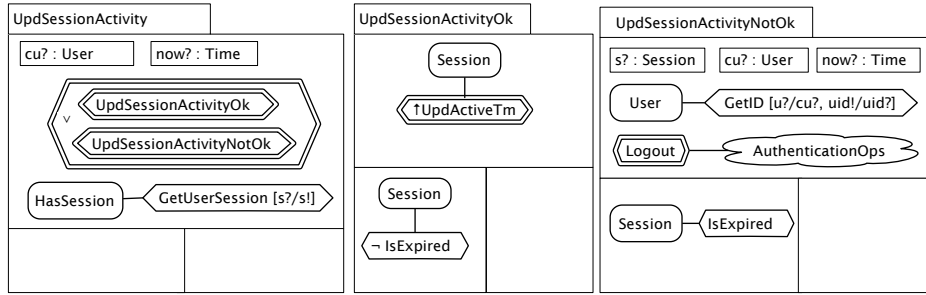 UpdSessionActivity
cu? : User
now? : Time
UpdSessionActivityOk
∨
UpdSessionActivityNotOk
HasSession
GetUserSession [s?/s!]
UpdSessionActivityOk
Session
↑UpdActiveTm
Session
¬ IsExpired
UpdSessionActivityNotOk
s? : Session
cu? : User
now? : Time
User
GetID [u?/cu?, uid!/uid?]
Logout
AuthenticationOps
Session
IsExpired